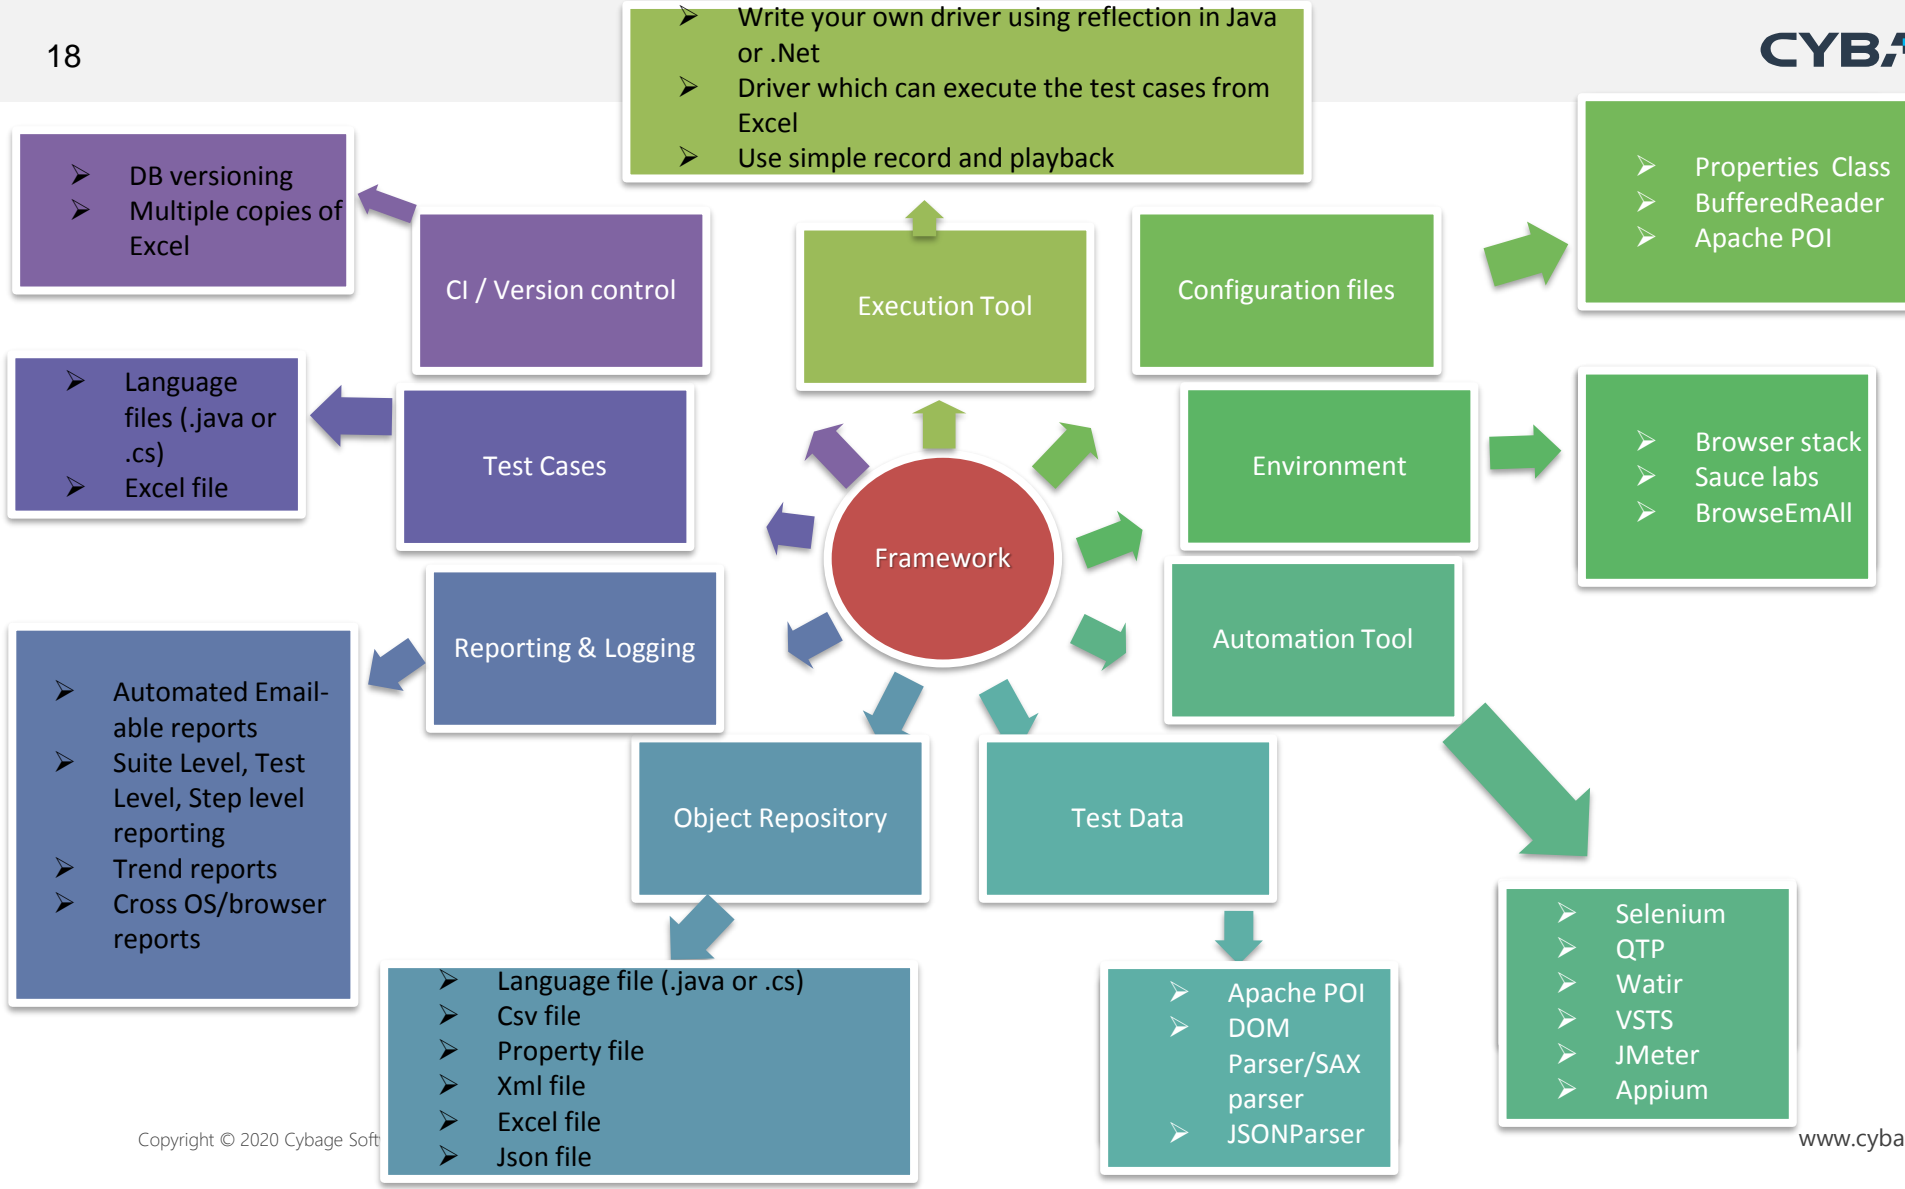 18
Write your own driver using reflection in Java
or .Net
Driver which can execute the test cases from
Excel
Use simple record and playback
CYBA
DB versioning
Multiple copies of
Excel
CI / Version control
Execution Tool
Configuration files
Properties  Class
BufferedReader
Apache POI
Language
files (.java or
.cs)
Excel file
Test Cases
Environment
Browser stack
Sauce labs
BrowseEmAll
Framework
Reporting & Logging
Automation Tool
Automated Email-
able reports
Suite Level, Test
Level, Step level
reporting
Trend reports
Cross OS/browser
reports
Object Repository
Test Data
Selenium
QTP
Watir
VSTS
JMeter
Appium
Language file (.java or .cs)
Csv file
Property file
Xml file
Excel file
Json file
Apache POI
DOM
Parser/SAX
parser
JSONParser
Copyright © 2020 Cybage Soft
www.cyba